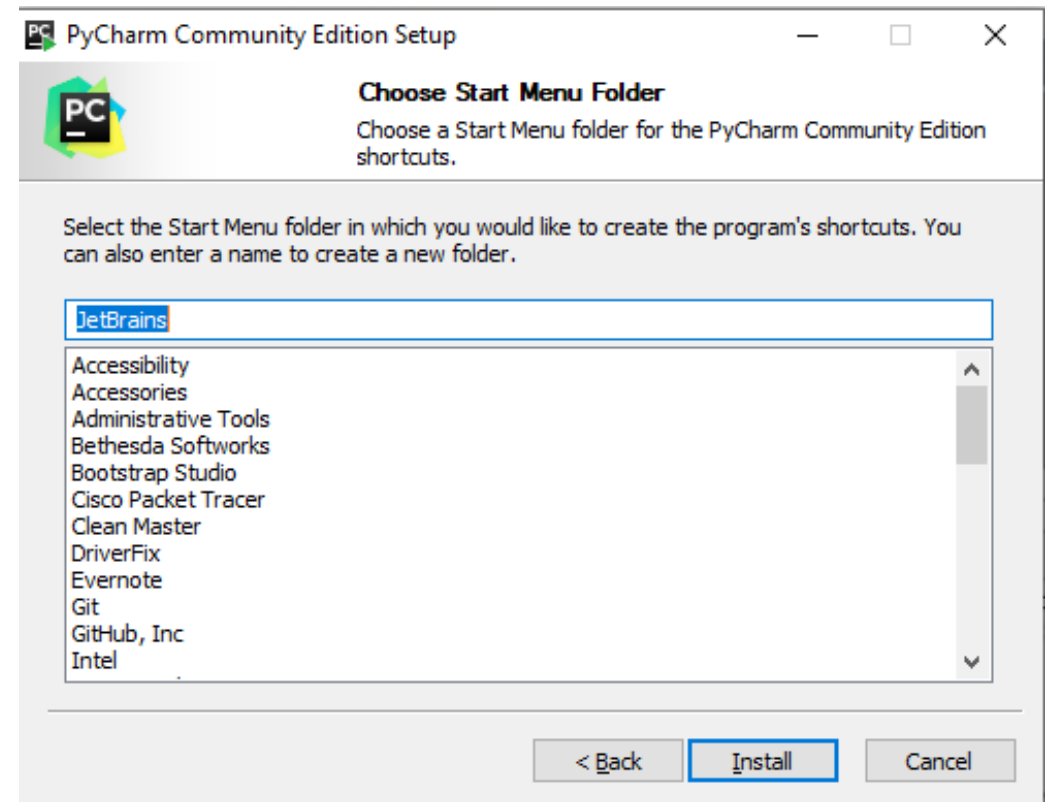 PyCharm Community Edition Setup
PC
Choose Start Menu Folder
Choose a Start Menu folder for the PyCharm Community Edition
shortcuts.
Select the Start Menu folder in which you would like to create the program's shortcuts. You
can also enter a name to create a new folder.
JetBrains
Accessibility
Accessories
Administrative Tools
Bethesda Softworks
Bootstrap Studio
Cisco Packet Tracer
Clean Master
DriverFix
Evernote
Git
GitHub, Inc
Intel
< Back Install Cancel